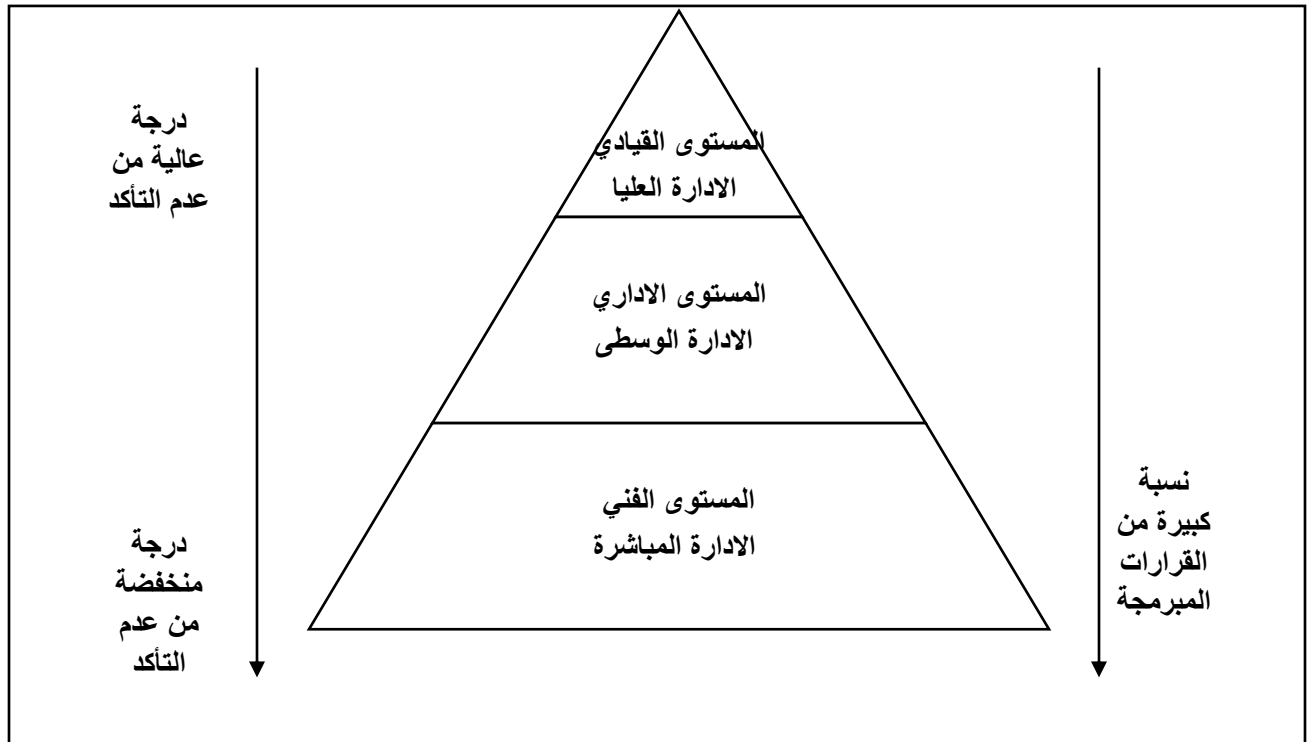 درجة
عالية من
عدم التأكد
المستوى القيادي
الادارة العليا
المستوى الاداري
الادارة الوسطى
نسبة
كبيرة من
القرارات
المبرمجة
المستوى الفني
الادارة المباشرة
درجة
منخفضة
من عدم
التأكد